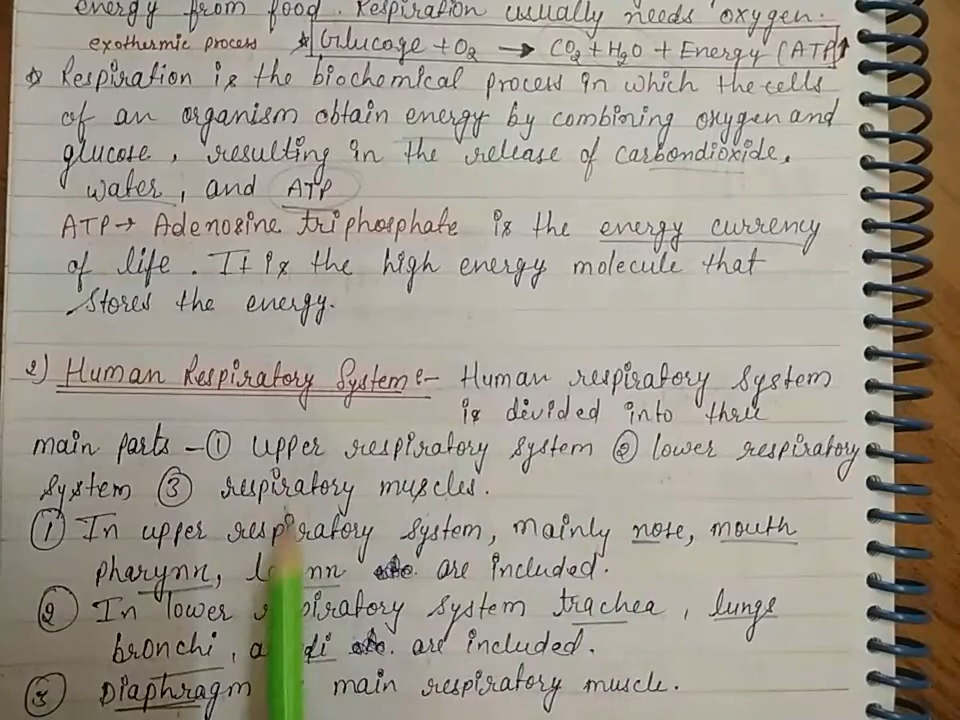 energy from food. Respiration usually needs oxygen.
exothermic process Glucose + O2 → CO2 + H2O + Energy (ATP)
Respiration is the biochemical process in which the cells
of an organism obtain energy by combining oxygen and
glucose, resulting in the release of carbondioxide,
water, and ATP
ATP → Adenosine triphosphate is the energy currency
of life. It is the high energy molecule that
stores the energy.
2) Human Respiratory System :- Human respiratory system
is divided into three
main parts - ① upper respiratory system ② lower respiratory
system ③ respiratory muscles.
① In upper respiratory system, mainly nose, mouth
pharynx, are included.
② In lower respiratory system trachea, lungs
bronchi, are included.
③ Diaphragm main respiratory muscle.